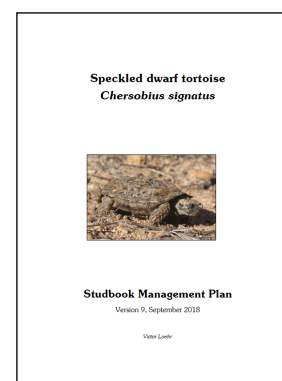 Speckled dwarf tortoise
Chersobius signatus
Studbook Management Plan
Version 9, September 2018
Victor Loehr